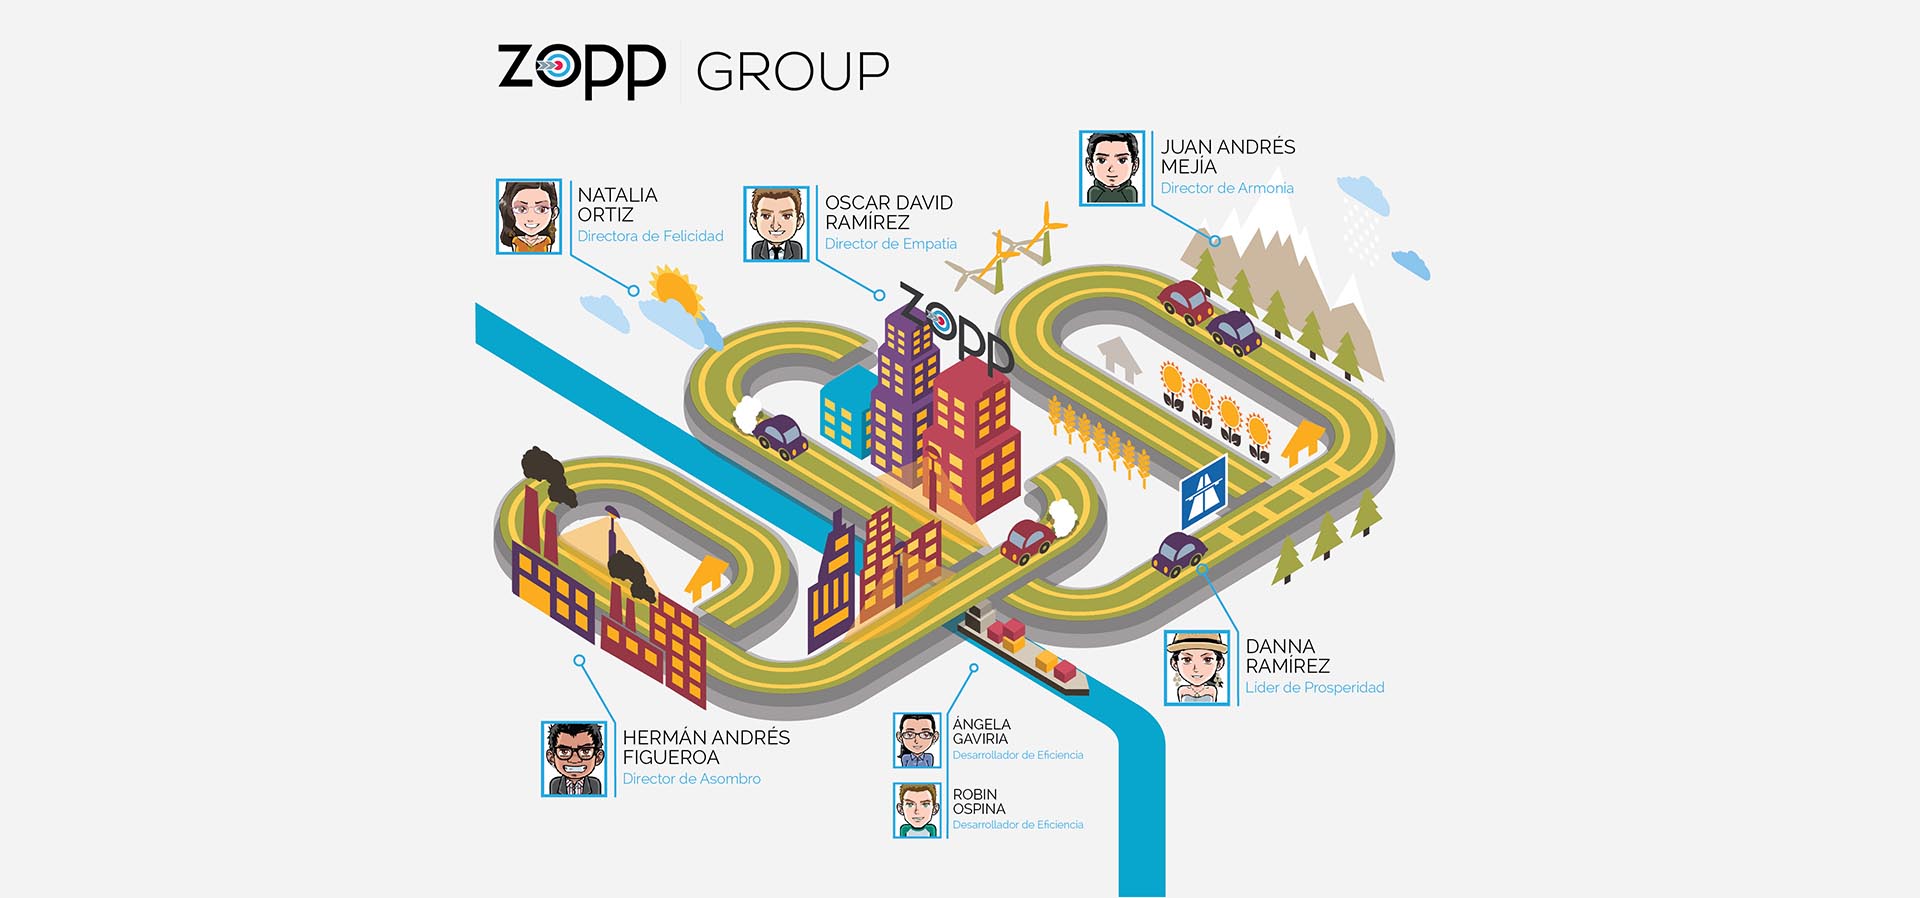 ZOPP GROUP
JUAN ANDRÉS
MEJÍA
Director de Armonia
NATALIA
ORTIZ
Directora de Felicidad
OSCAR DAVID
RAMÍREZ
Director de Empatia
ZOPP
DANNA
RAMÍREZ
Lider de Prosperidad
HERMÁN ANDRÉS
FIGUEROA
Director de Asombro
ÁNGELA
GAVIRIA
Desarrollador de Eficiencia
ROBIN
OSPINA
Desarrollador de Eficiencia